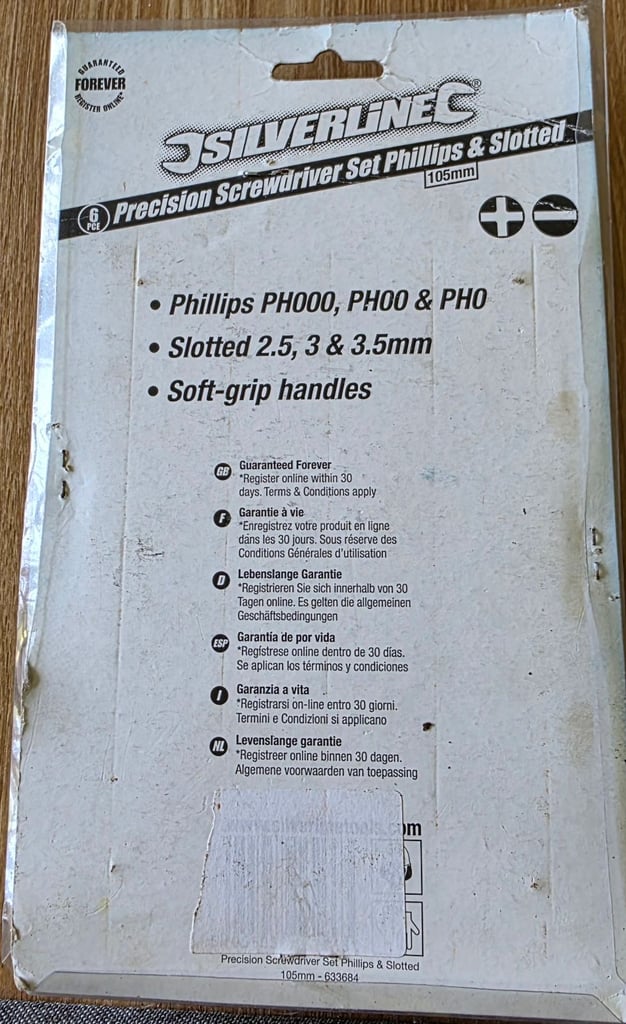 GUARANTEED
FOREVER
REGISTER ONLINE*
SILVERLINE®
6
PCE
Precision Screwdriver Set Phillips & Slotted
105mm
• Phillips PH000, PH00 & PH0
• Slotted 2.5, 3 & 3.5mm
• Soft-grip handles
GB Guaranteed Forever
*Register online within 30
days. Terms & Conditions apply
F Garantie à vie
*Enregistrez votre produit en ligne
dans les 30 jours. Sous réserve des
Conditions Générales d'utilisation
D Lebenslange Garantie
*Registrieren Sie sich innerhalb von 30
Tagen online. Es gelten die allgemeinen
Geschäftsbedingungen
ESP Garantía de por vida
*Regístrese online dentro de 30 días.
Se aplican los términos y condiciones
I Garanzia a vita
*Registrarsi on-line entro 30 giorni.
Termini e Condizioni si applicano
NL Levenslange garantie
*Registreer online binnen 30 dagen.
Algemene voorwaarden van toepassing
Precision Screwdriver Set Phillips & Slotted
105mm - 633684